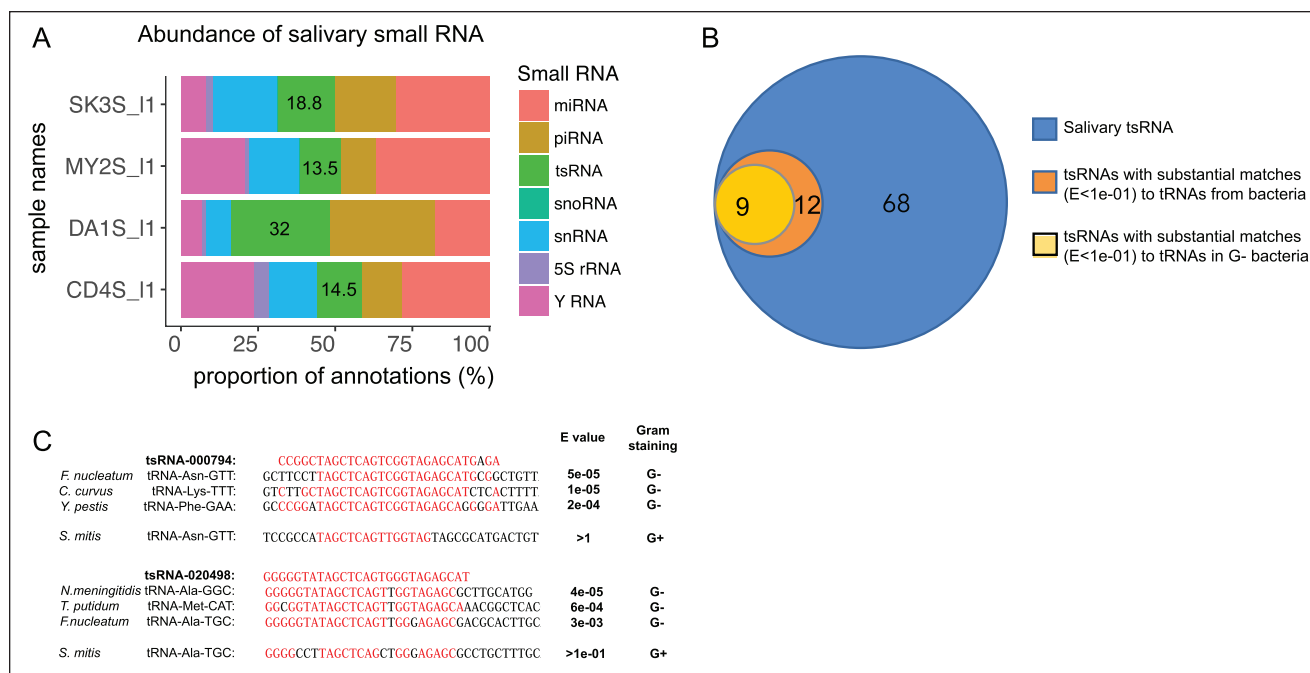 A
Abundance of salivary small RNA
sample names
SK3S_I1
MY2S_I1
DA1S_I1
CD4S_I1
18.8
13.5
32
14.5
0 25 50 75 100
proportion of annotations (%)
Small RNA
miRNA
piRNA
tsRNA
snoRNA
snRNA
5S rRNA
Y RNA
B
9 12 68
Salivary tsRNA
tsRNAs with substantial matches
(E<1e-01) to tRNAs from bacteria
tsRNAs with substantial matches
(E<1e-01) to tRNAs in G- bacteria
C
E value Gram
staining
tsRNA-000794: CCGGCTAGCTCAGTCGGTAGAGCATGAGA
F. nucleatum tRNA-Asn-GTT: GCTTCCTTAGCTCAGTCGGTAGAGCATGCGGCTGTT 5e-05 G-
C. curvus tRNA-Lys-TTT: GTCTTGCTAGCTCAGTCGGTAGAGCATCTCACTTTT 1e-05 G-
Y. pestis tRNA-Phe-GAA: GCCCGGATAGCTCAGTCGGTAGAGCAGGGGATTGAA 2e-04 G-
S. mitis tRNA-Asn-GTT: TCCGCCATAGCTCAGTTGGTAGTAGCGCATGACTGT >1 G+
tsRNA-020498: GGGGGTATAGCTCAGTGGGTAGAGCAT
N.meningitidis tRNA-Ala-GGC: GGGGGTATAGCTCAGTTGGTAGAGCGCTTGCATGG 4e-05 G-
T. putidum tRNA-Met-CAT: GGCGGTATAGCTCAGTTGGTAGAGCAAACGGCTCAC 6e-04 G-
F.nucleatum tRNA-Ala-TGC: GGGGGTATAGCTCAGTTGGGAGAGCGACGCACTTGC 3e-03 G-
S. mitis tRNA-Ala-TGC: GGGGCCTTAGCTCAGCTGGGAGAGCGCCTGCTTTGC >1e-01 G+